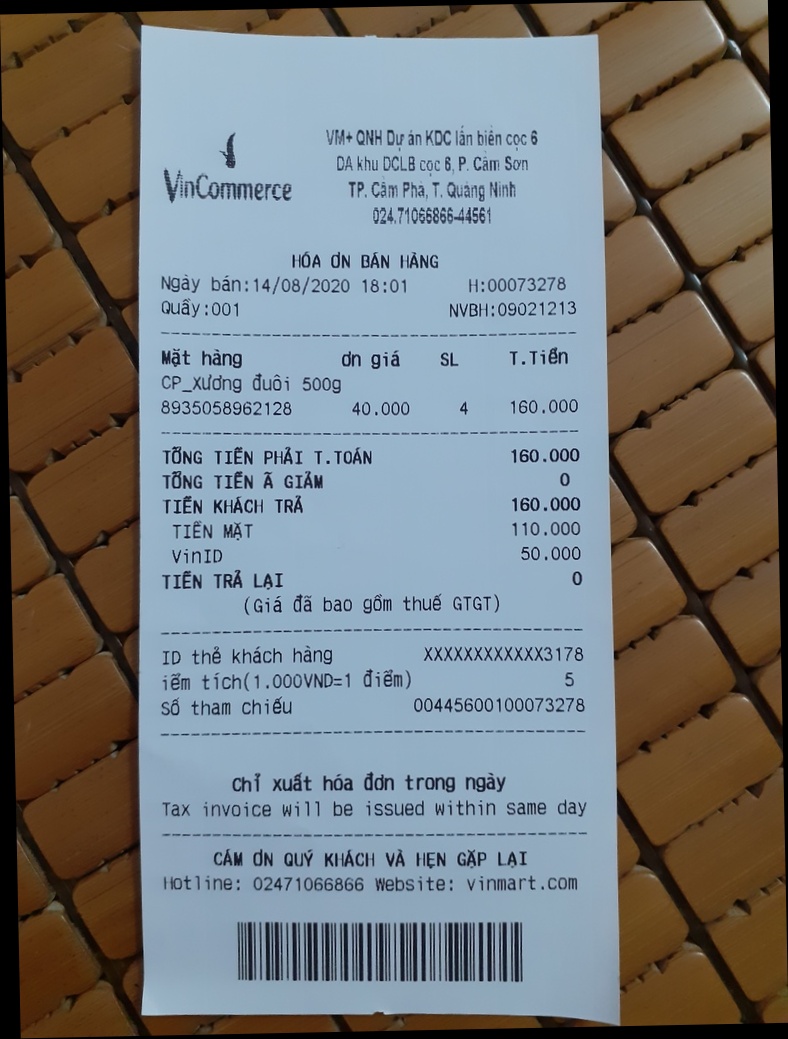 VinCommerce
VM+ QNH Dự án KDC lấn biển cọc 6
DA khu DCLB cọc 6, P. Cẩm Sơn
TP. Cẩm Phả, T. Quảng Ninh
024.71066866-44561
HÓA ƠN BÁN HÀNG
Ngày bán:14/08/2020 18:01 H:00073278
Quầy:001 NVBH:09021213
Mặt hàng ơn giá SL T.Tiền
CP_Xương đuôi 500g
8935058962128 40.000 4 160.000
TỔNG TIỀN PHẢI T.TOÁN 160.000
TỔNG TIỀN Ã GIẢM 0
TIỀN KHÁCH TRẢ 160.000
TIỀN MẶT 110.000
VinID 50.000
TIỀN TRẢ LẠI 0
(Giá đã bao gồm thuế GTGT)
ID thẻ khách hàng XXXXXXXXXXXX3178
iểm tích(1.000VND=1 điểm) 5
Số tham chiếu 00445600100073278
Chỉ xuất hóa đơn trong ngày
Tax invoice will be issued within same day
CÁM ƠN QUÝ KHÁCH VÀ HẸN GẶP LẠI
Hotline: 02471066866 Website: vinmart.com